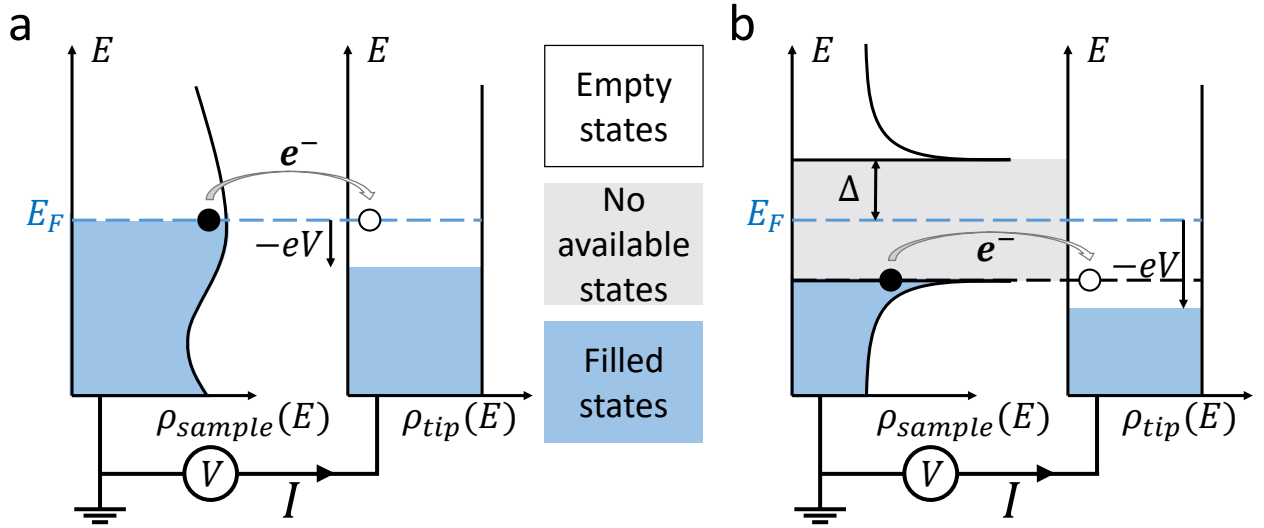 a
E
E
e⁻
E_F
−eV
ρ_sample(E)
ρ_tip(E)
V
I
Empty
states
No
available
states
Filled
states
b
E
E
Δ
E_F
e⁻
−eV
ρ_sample(E)
ρ_tip(E)
V
I